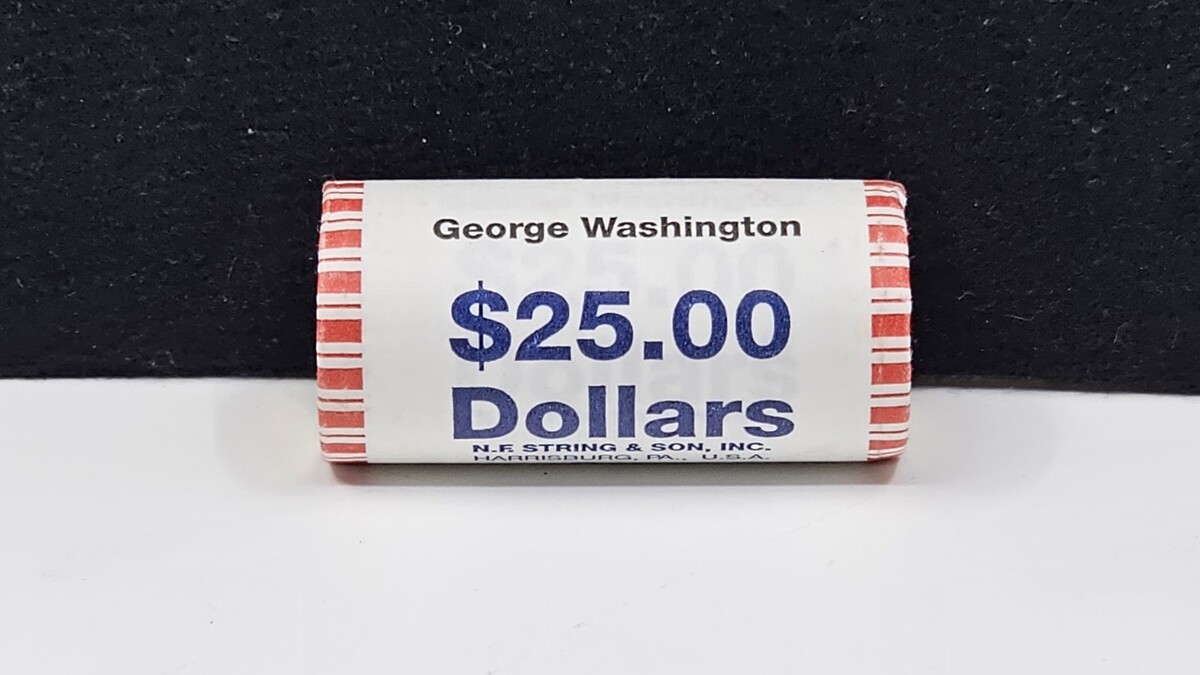 George Washington
$25.00
Dollars
N.F. STRING & SON, INC.
HARRISBURG, PA., U.S.A.